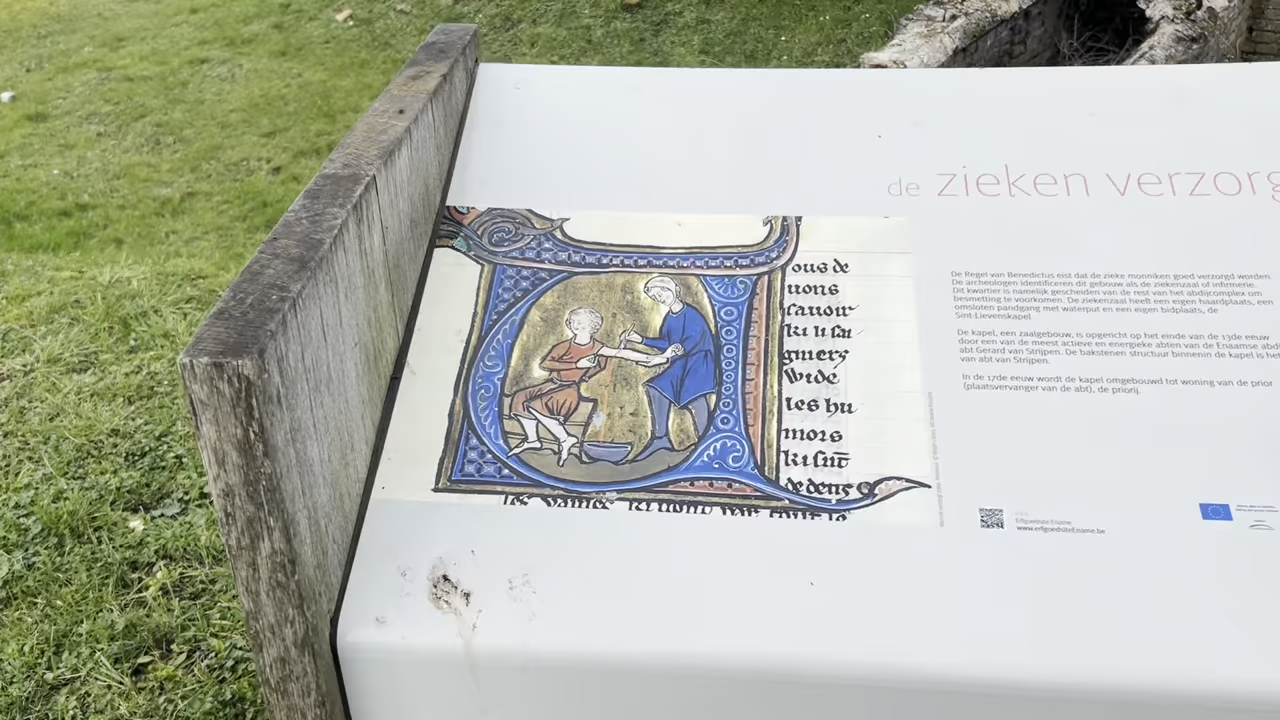 de zieken verzorg
ous de
uons
sauoir
ki li sai
gniers
Wide
les hu
mors
ki sunt
de dens
De Regel van Benedictus eist dat de zieke monniken goed verzorgd worden.
De archeologen identificeren dit gebouw als de ziekenzaal of infirmerie.
Dit kwartier is namelijk gescheiden van de rest van het abdijcomplex om
besmetting te voorkomen. De ziekenzaal heeft een eigen haardplaats, een
omsloten pandgang met waterput en een eigen bidplaats, de
Sint-Lievenskapel.
De kapel, een zaalgebouw, is opgericht op het einde van de 13de eeuw
door een van de meest actieve en energieke abten van de Enaamse abd
abt Gerard van Strijpen. De bakstenen structuur binnenin de kapel is het
van abt van Strijpen.
In de 17de eeuw wordt de kapel omgebouwd tot woning van de prior
(plaatsvervanger van de abt), de priorij.
Erfgoedsite Ename
www.erfgoedsiteEname.be